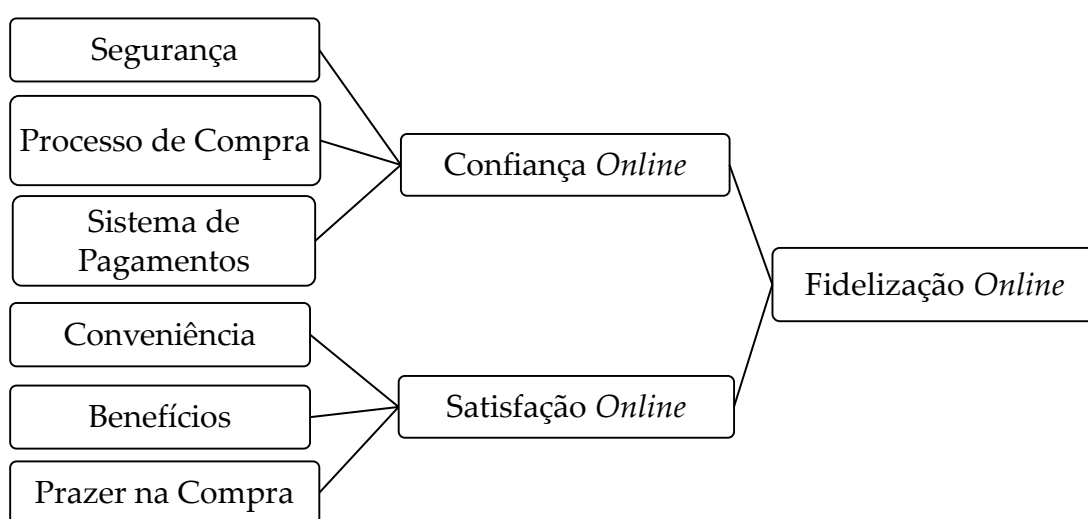 Segurança
Processo de Compra
Confiança Online
Sistema de
Pagamentos
Fidelização Online
Conveniência
Satisfação Online
Benefícios
Prazer na Compra